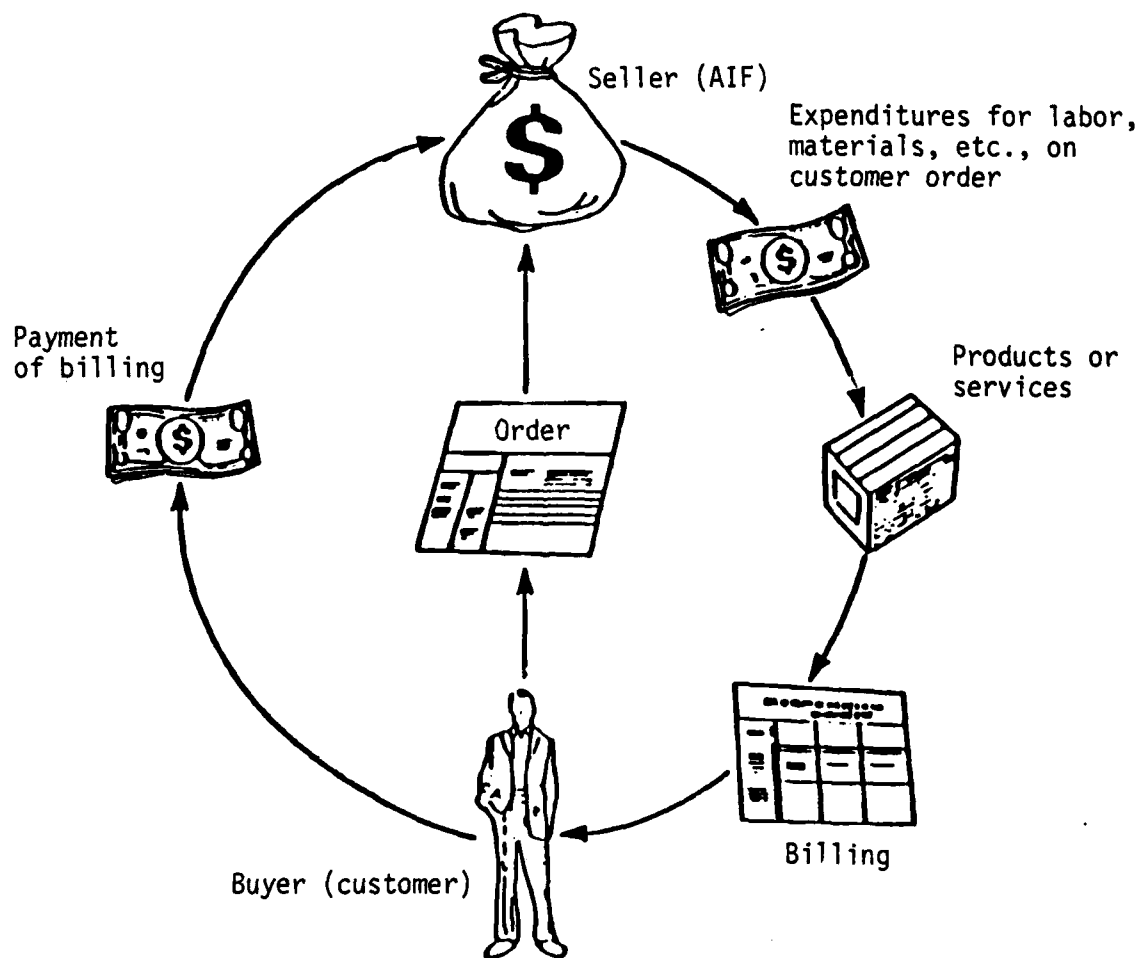 Seller (AIF)
Expenditures for labor,
materials, etc., on
customer order
$
$
Payment
of billing
Products or
services
$
Order
Billing
Buyer (customer)